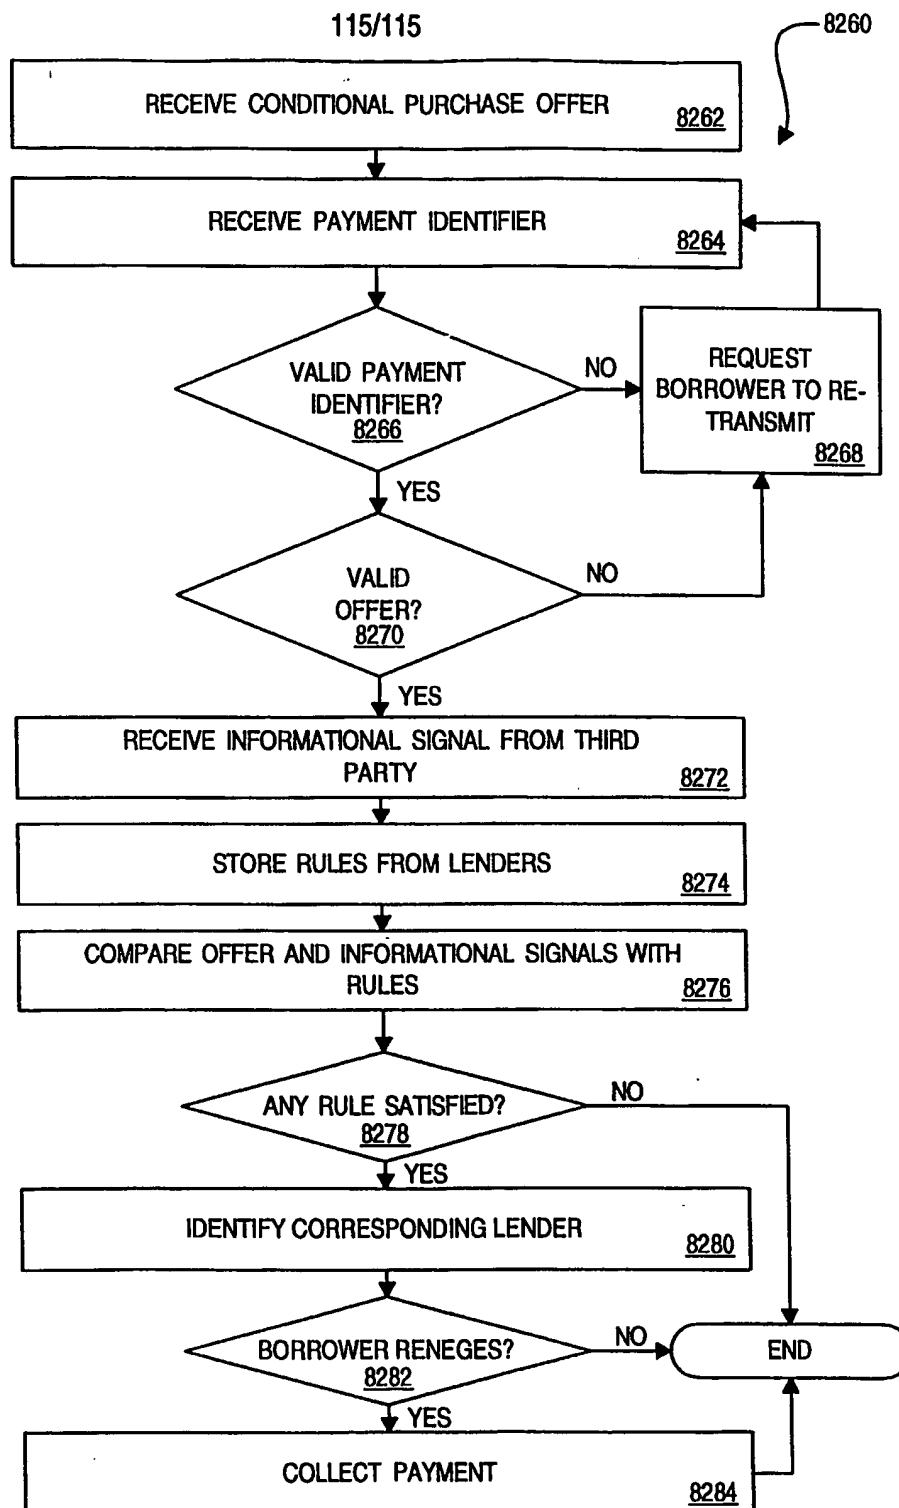 115/115
8260
RECEIVE CONDITIONAL PURCHASE OFFER
8262
RECEIVE PAYMENT IDENTIFIER
8264
VALID PAYMENT
IDENTIFIER?
8266
NO
REQUEST
BORROWER TO RE-
TRANSMIT
8268
YES
VALID
OFFER?
8270
NO
YES
RECEIVE INFORMATIONAL SIGNAL FROM THIRD
PARTY
8272
STORE RULES FROM LENDERS
8274
COMPARE OFFER AND INFORMATIONAL SIGNALS WITH
RULES
8276
ANY RULE SATISFIED?
8278
NO
YES
IDENTIFY CORRESPONDING LENDER
8280
BORROWER RENEGES?
8282
NO
END
YES
COLLECT PAYMENT
8284